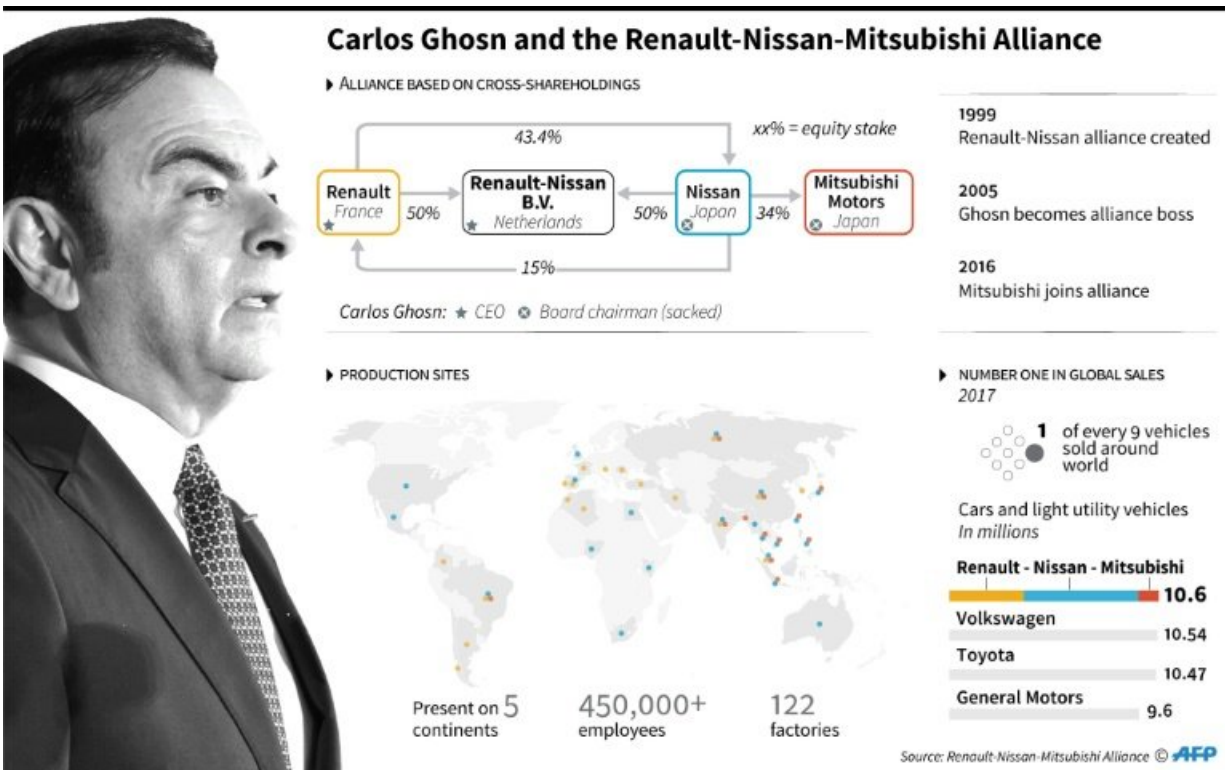 Carlos Ghosn and the Renault-Nissan-Mitsubishi Alliance
ALLIANCE BASED ON CROSS-SHAREHOLDINGS
43.4%
xx% = equity stake
Renault
France
50%
Renault-Nissan
B.V.
Netherlands
50%
Nissan
Japan
34%
Mitsubishi
Motors
Japan
15%
Carlos Ghosn: CEO Board chairman (sacked)
1999
Renault-Nissan alliance created
2005
Ghosn becomes alliance boss
2016
Mitsubishi joins alliance
PRODUCTION SITES
Present on 5
continents
450,000+
employees
122
factories
NUMBER ONE IN GLOBAL SALES
2017
1 of every 9 vehicles
sold around
world
Cars and light utility vehicles
In millions
Renault - Nissan - Mitsubishi
10.6
Volkswagen
10.54
Toyota
10.47
General Motors
9.6
Source: Renault-Nissan-Mitsubishi Alliance © AFP